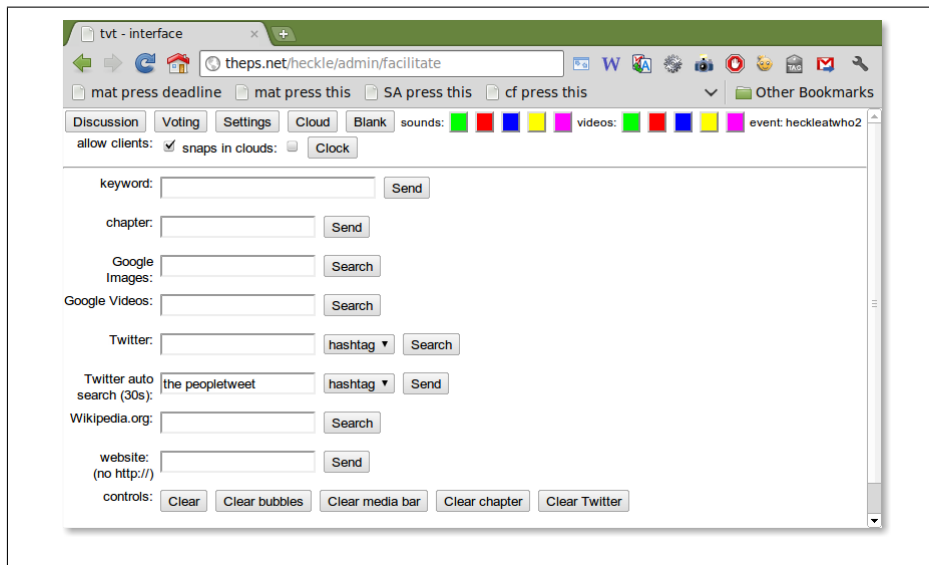 tvt - interface
theps.net/heckle/admin/facilitate
mat press deadline mat press this SA press this cf press this Other Bookmarks
Discussion Voting Settings Cloud Blank sounds: videos: event: heckleatwho2
allow clients: snaps in clouds: Clock
keyword: Send
chapter: Send
Google
Images: Search
Google Videos: Search
Twitter: hashtag Search
Twitter auto
search (30s): the peopletweet hashtag Send
Wikipedia.org: Search
website:
(no http://) Send
controls: Clear Clear bubbles Clear media bar Clear chapter Clear Twitter